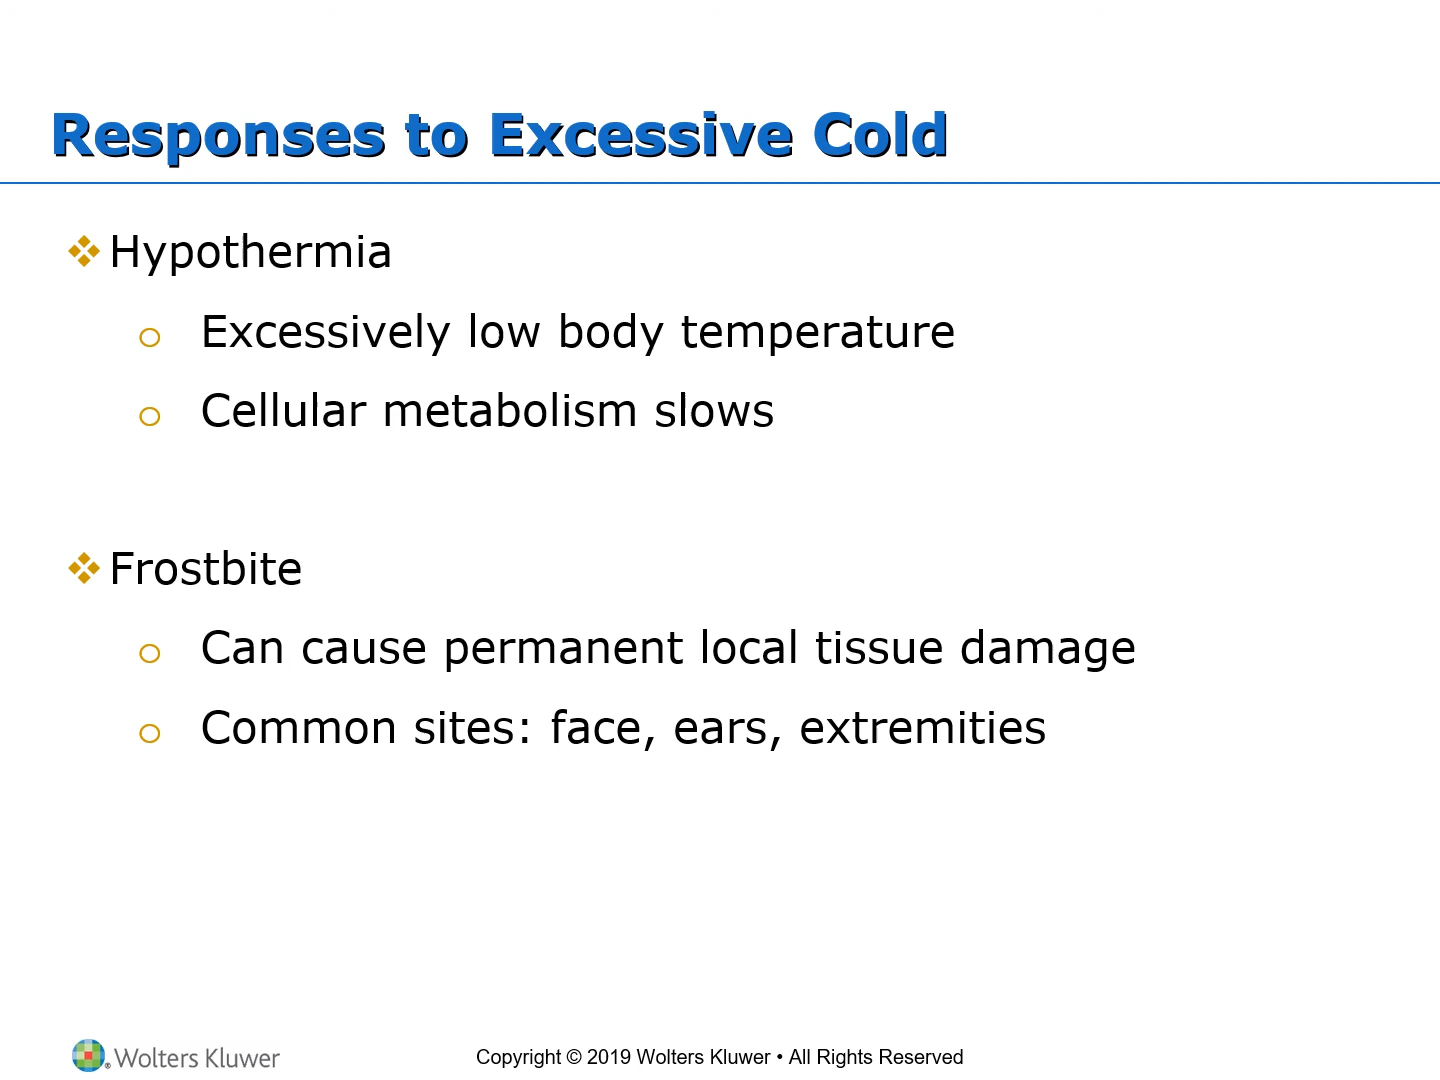 Responses to Excessive Cold
❖ Hypothermia
o Excessively low body temperature
o Cellular metabolism slows
❖ Frostbite
o Can cause permanent local tissue damage
o Common sites: face, ears, extremities
® Wolters Kluwer
Copyright © 2019 Wolters Kluwer • All Rights Reserved